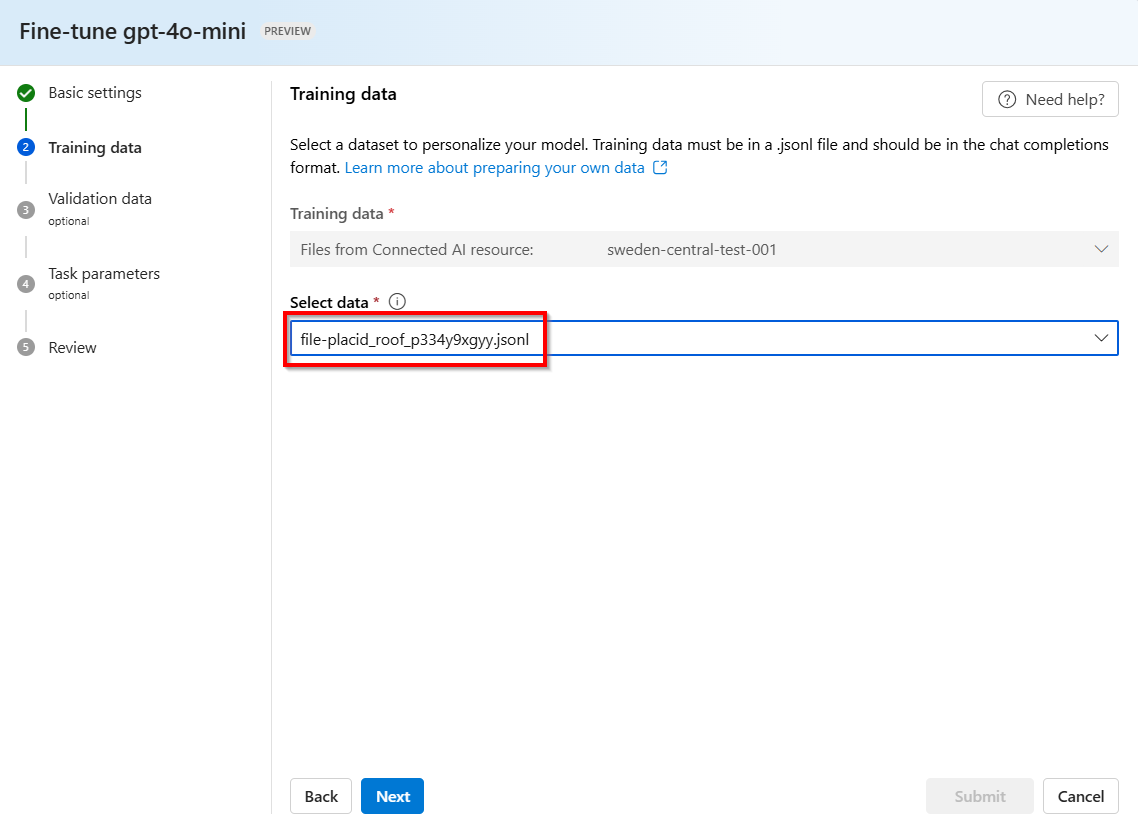 Fine-tune gpt-4o-mini PREVIEW
Basic settings
2 Training data
3 Validation data
optional
4 Task parameters
optional
5 Review
Training data
? Need help?
Select a dataset to personalize your model. Training data must be in a .jsonl file and should be in the chat completions
format. Learn more about preparing your own data
Training data *
Files from Connected AI resource: sweden-central-test-001
Select data * i
file-placid_roof_p334y9xgyy.jsonl
Back Next Submit Cancel